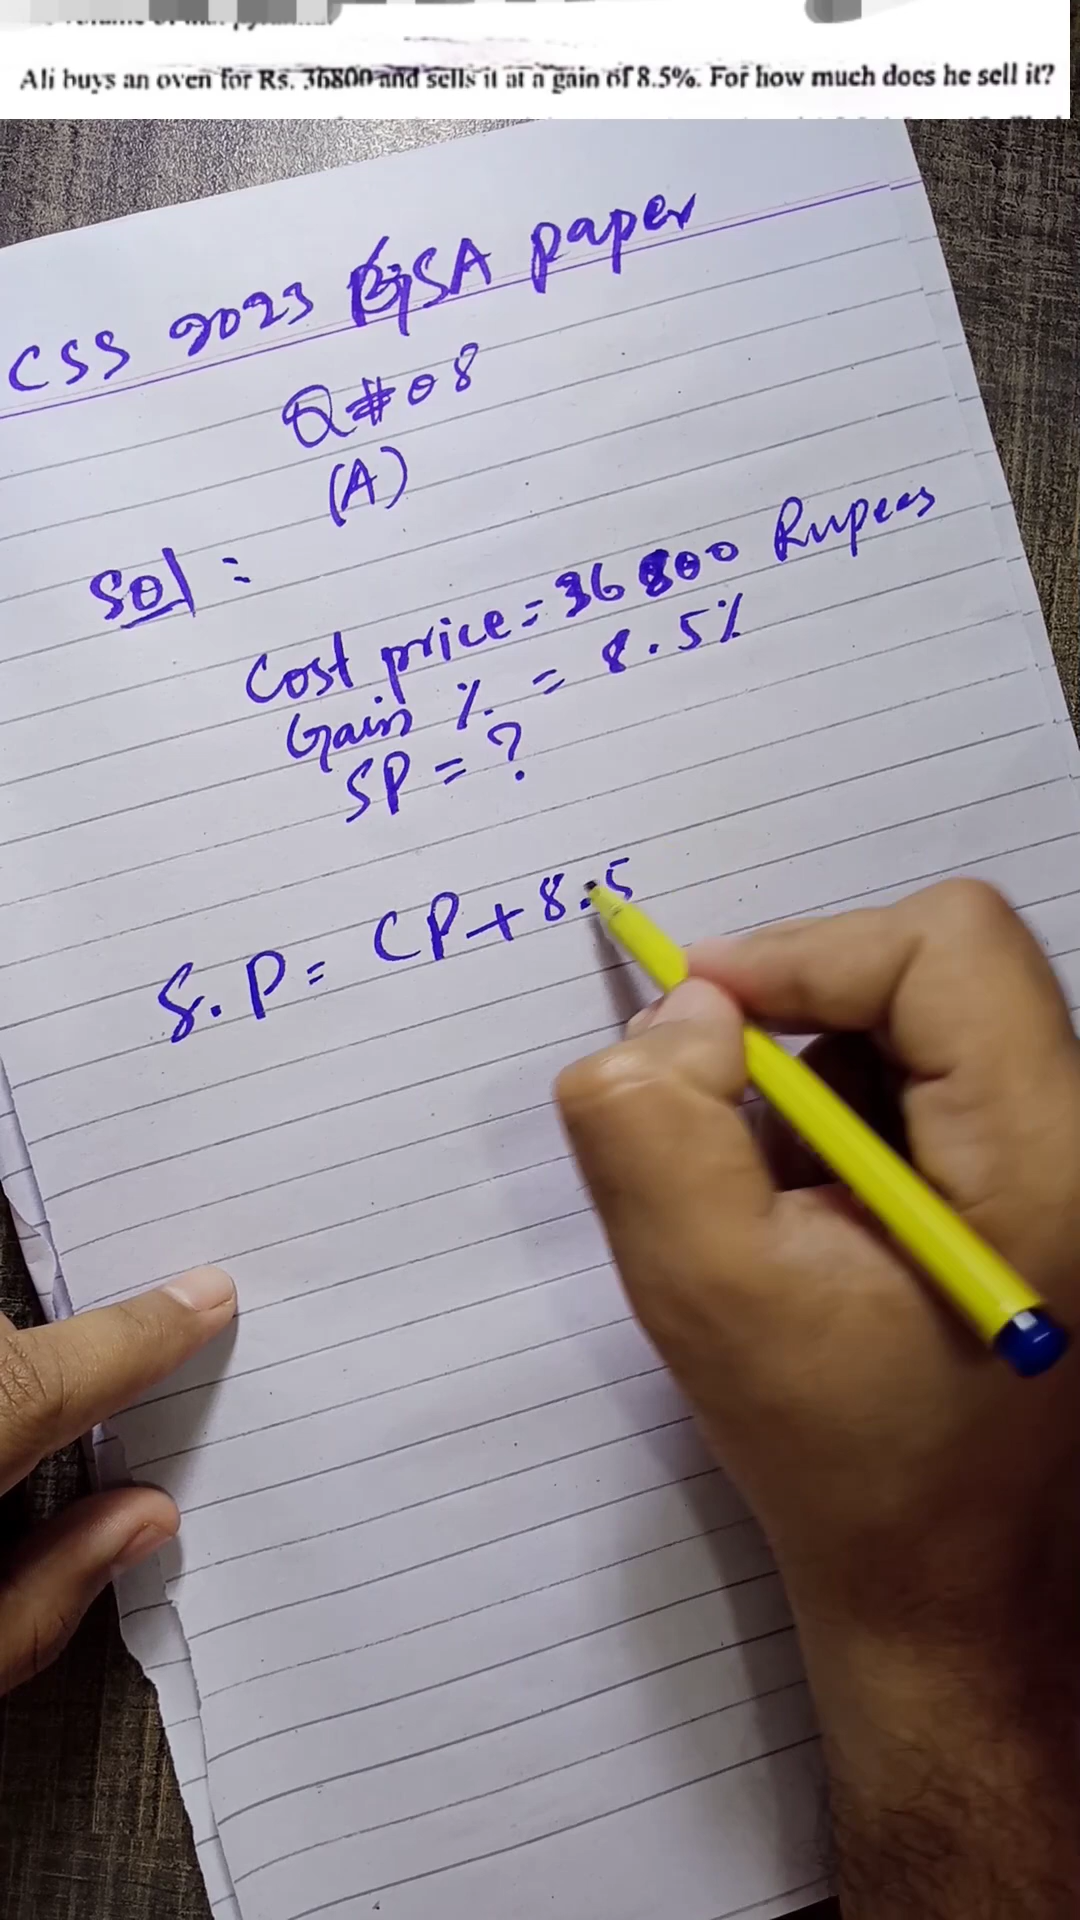 Ali buys an oven for Rs. 36800 and sells it at a gain of 8.5%. For how much does he sell it?
CSS 2023 GSA paper
Q # 08
(A)
Sol :
Cost price = 36800 Rupees
Gain % = 8.5%
SP = ?
S.P = CP + 8.5